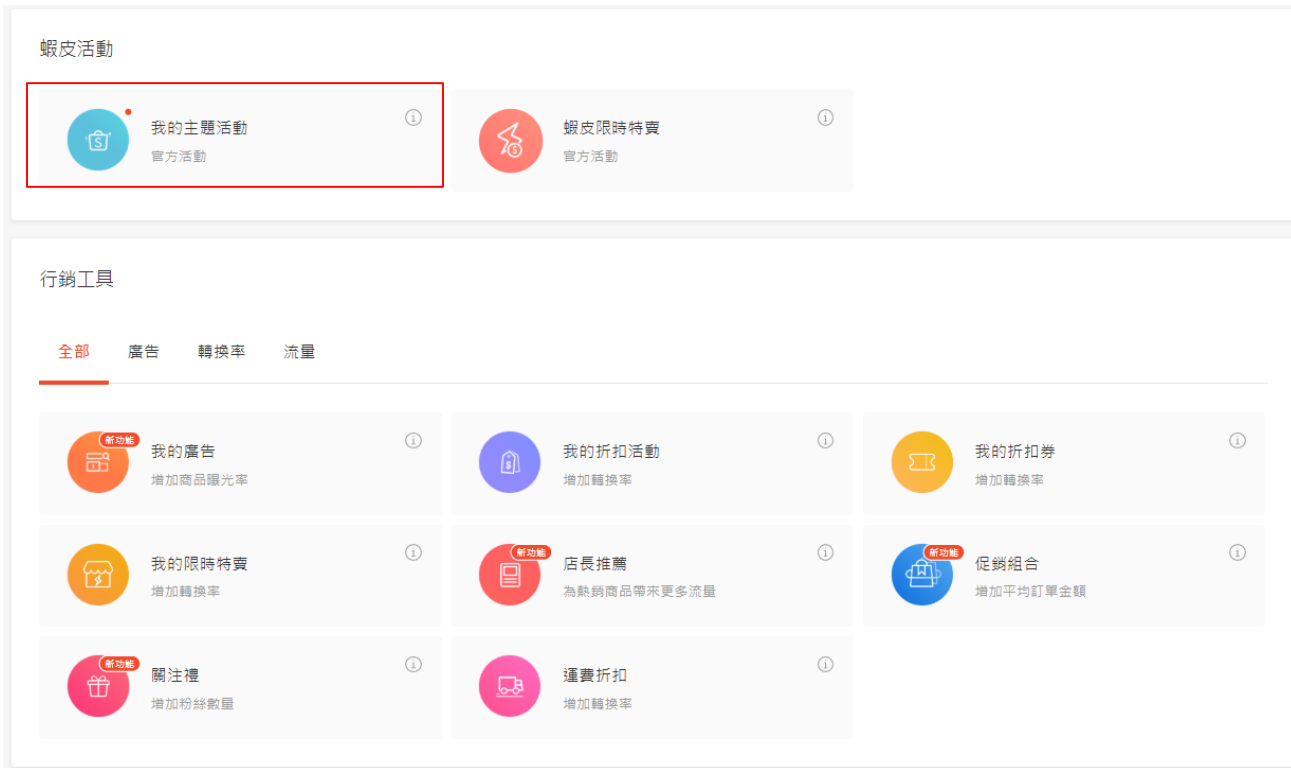 蝦皮活動
我的主題活動
官方活動
蝦皮限時特賣
官方活動
行銷工具
全部 廣告 轉換率 流量
新功能
我的廣告
增加商品曝光率
我的折扣活動
增加轉換率
我的折扣券
增加轉換率
我的限時特賣
增加轉換率
新功能
店長推薦
為熱銷商品帶來更多流量
新功能
促銷組合
增加平均訂單金額
新功能
關注禮
增加粉絲數量
運費折扣
增加轉換率